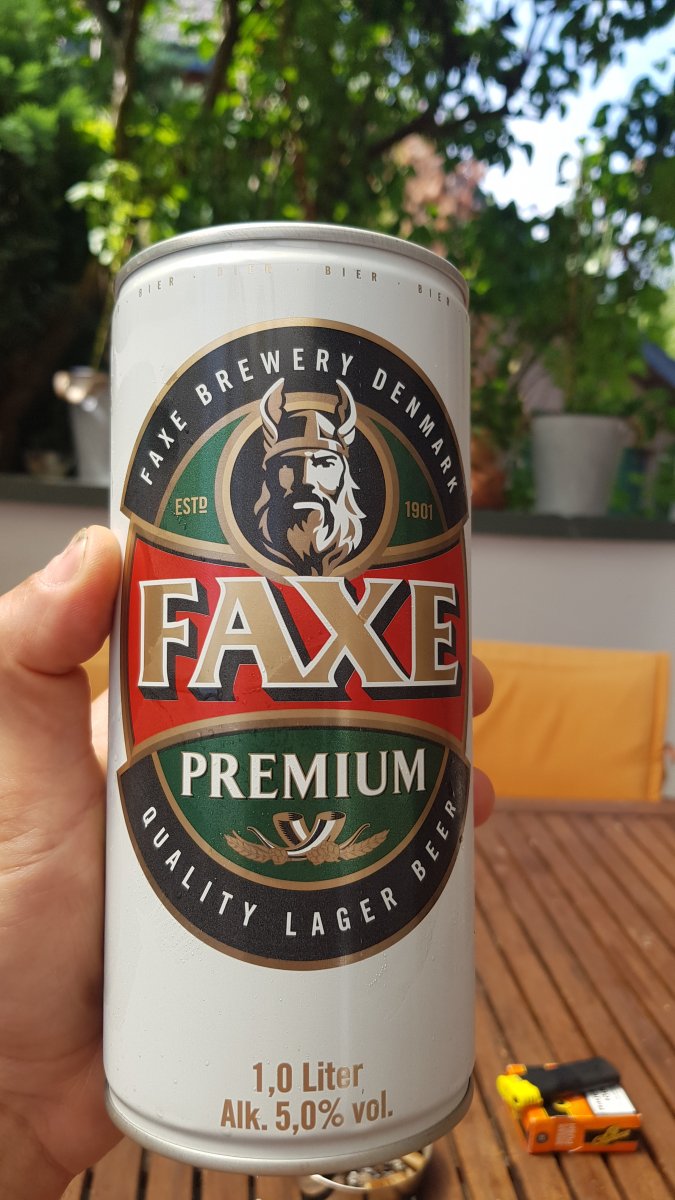 · BIER · BIER · BIER · BIER
FAXE BREWERY DENMARK
ESTD 1901
FAXE
PREMIUM
QUALITY LAGER BEER
1,0 Liter
Alk. 5,0% vol.